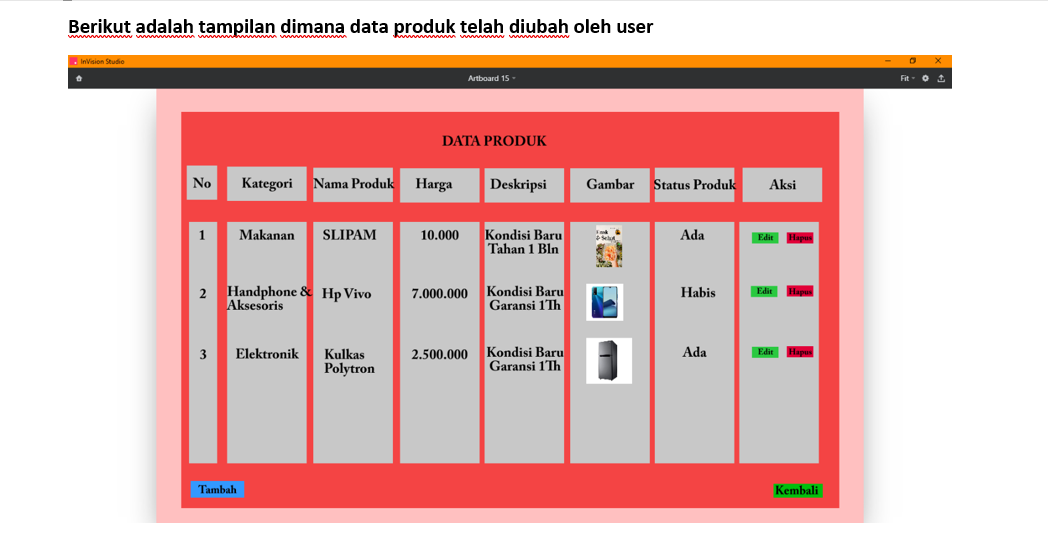 Berikut adalah tampilan dimana data produk telah diubah oleh user
InVision Studio
Artboard 15
Fit
DATA PRODUK
No Kategori Nama Produk Harga Deskripsi Gambar Status Produk Aksi
1 Makanan SLIPAM 10.000 Kondisi Baru Ada Edit Hapus
Tahan 1 Bln
2 Handphone & Hp Vivo 7.000.000 Kondisi Baru Habis Edit Hapus
Aksesoris Garansi 1Th
3 Elektronik Kulkas 2.500.000 Kondisi Baru Ada Edit Hapus
Polytron Garansi 1Th
Tambah Kembali